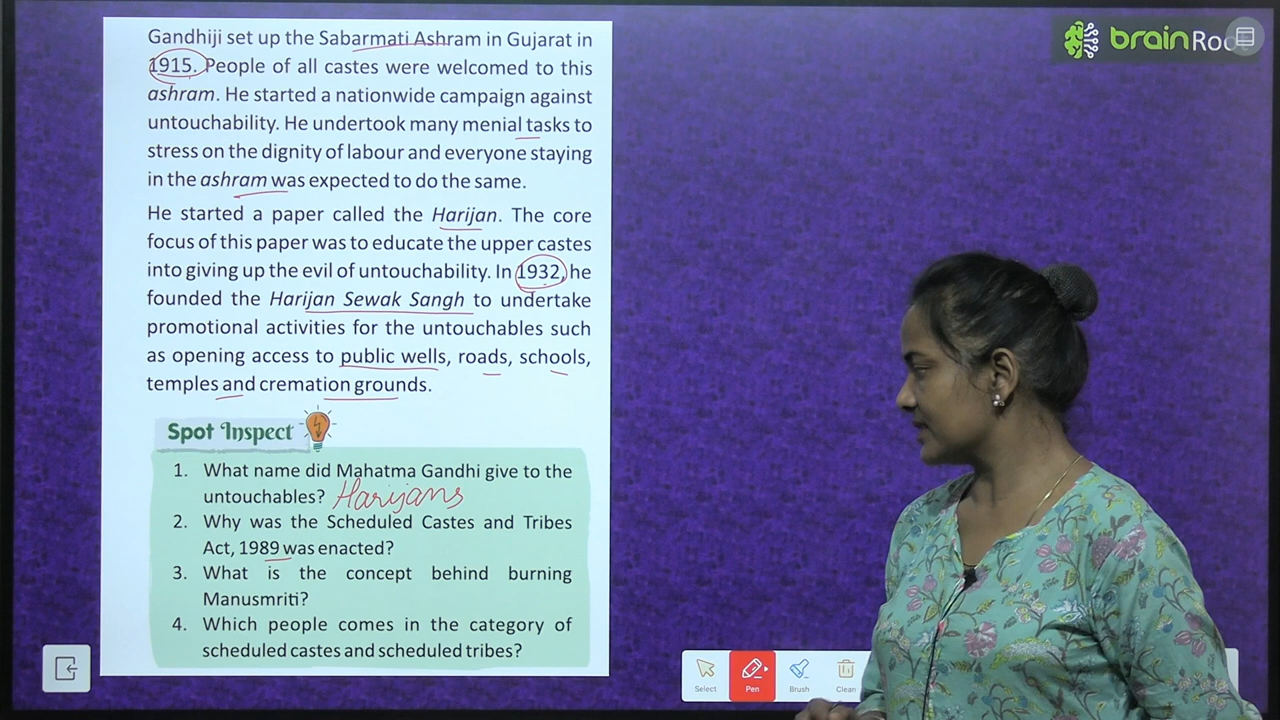 Gandhiji set up the Sabarmati Ashram in Gujarat in
1915. People of all castes were welcomed to this
ashram. He started a nationwide campaign against
untouchability. He undertook many menial tasks to
stress on the dignity of labour and everyone staying
in the ashram was expected to do the same.
He started a paper called the Harijan. The core
focus of this paper was to educate the upper castes
into giving up the evil of untouchability. In 1932, he
founded the Harijan Sewak Sangh to undertake
promotional activities for the untouchables such
as opening access to public wells, roads, schools,
temples and cremation grounds.
Spot Inspect
1. What name did Mahatma Gandhi give to the
untouchables? Harijans
2. Why was the Scheduled Castes and Tribes
Act, 1989 was enacted?
3. What is the concept behind burning
Manusmriti?
4. Which people comes in the category of
scheduled castes and scheduled tribes?
brain
Select
Pen
Brush
Clean